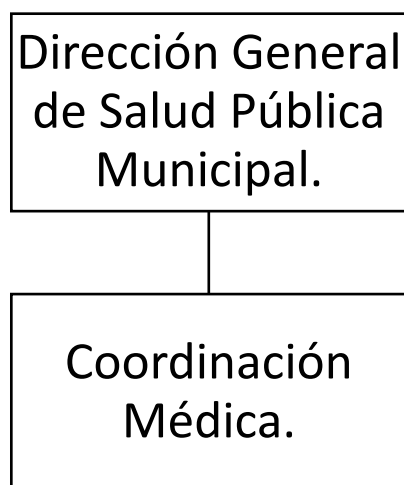 Dirección General
de Salud Pública
Municipal.
Coordinación
Médica.